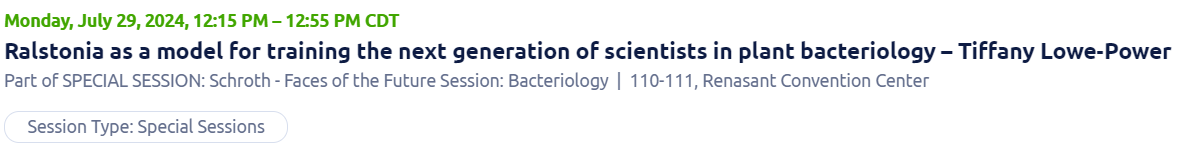 Monday, July 29, 2024, 12:15 PM – 12:55 PM CDT
Ralstonia as a model for training the next generation of scientists in plant bacteriology – Tiffany Lowe-Power
Part of SPECIAL SESSION: Schroth - Faces of the Future Session: Bacteriology | 110-111, Renasant Convention Center
Session Type: Special Sessions